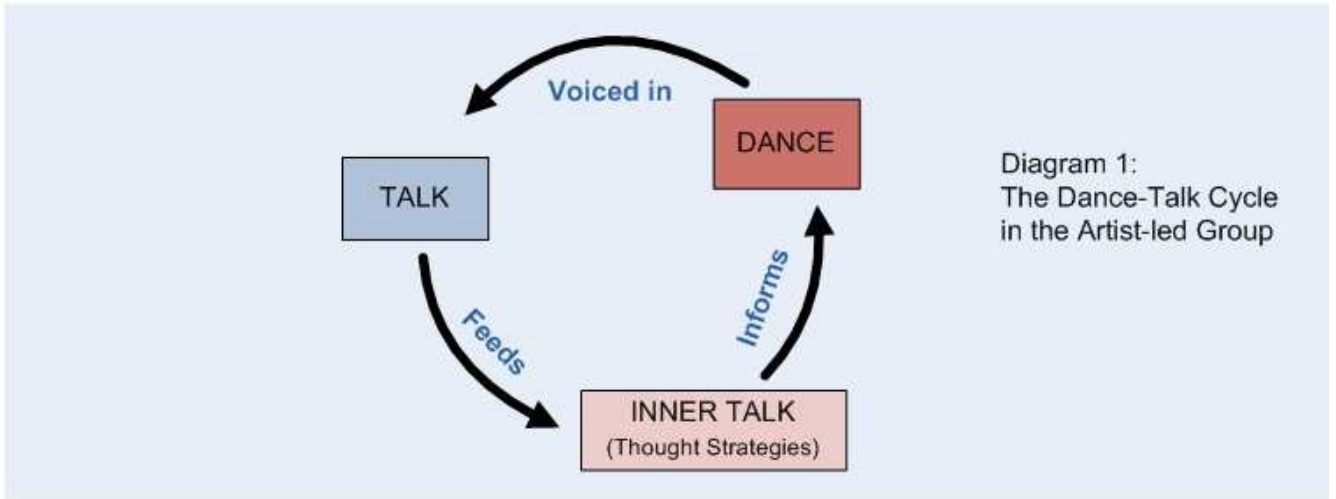 Voiced in
DANCE
TALK
Diagram 1:
The Dance-Talk Cycle
in the Artist-led Group
Feeds
Informs
INNER TALK
(Thought Strategies)